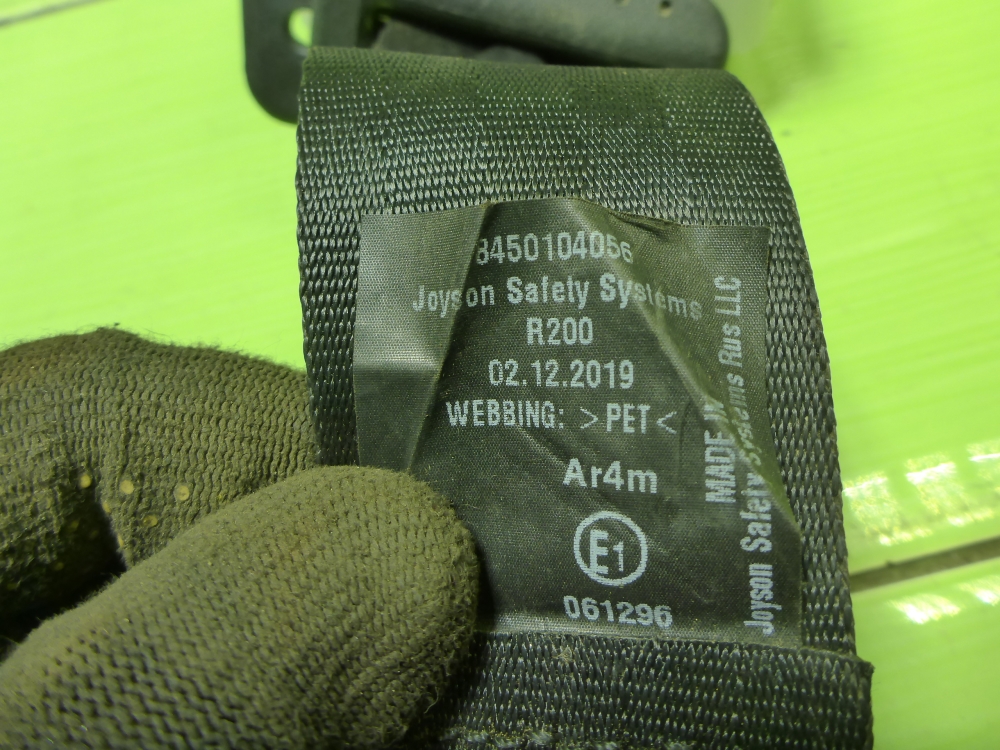 8450104056
Joyson Safety Systems
R200
02.12.2019
WEBBING: >PET<
Ar4m
E1
061296
MADE IN
Joyson Safety Systems Rus LLC